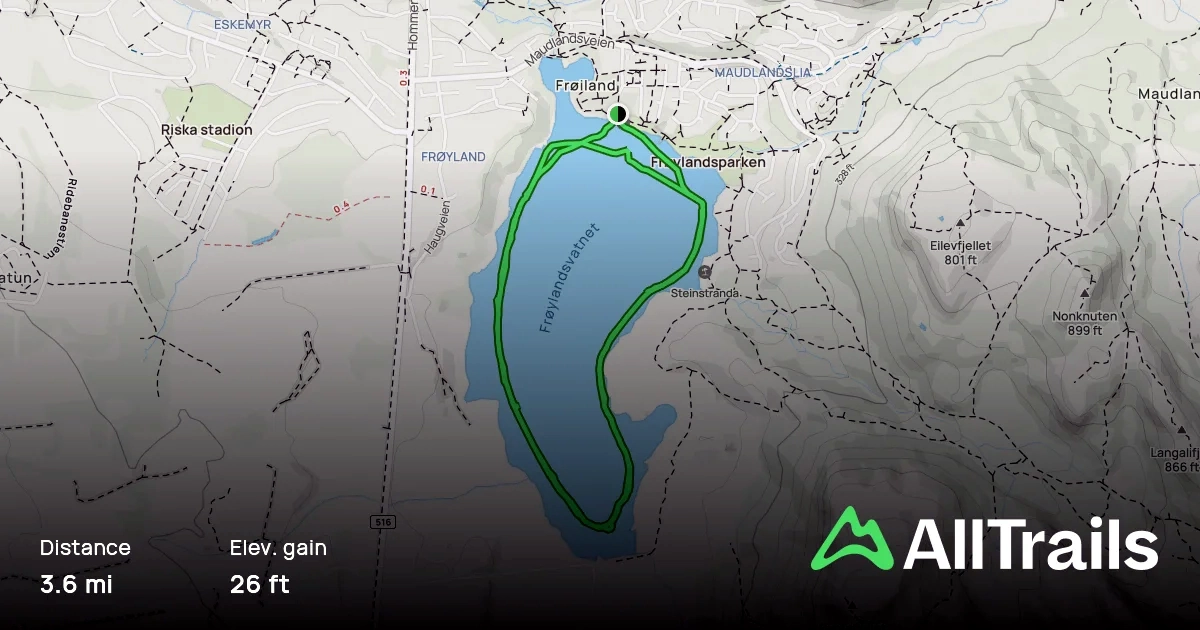 ESKEMYR
Hommer
Maudlandsveien
0.3
MAUDLANDSLIA
Frøiland
Maudlan
Riska stadion
FRØYLAND
Frøylandsparken
328 ft
0.1
0.4
Ridebanestien
Haugveien
Frøylandsvatnet
Eilevfjellet
801 ft
atun
Steinstranda
Nonknuten
899 ft
Langalifj
866 ft
516
Distance
3.6 mi
Elev. gain
26 ft
AllTrails